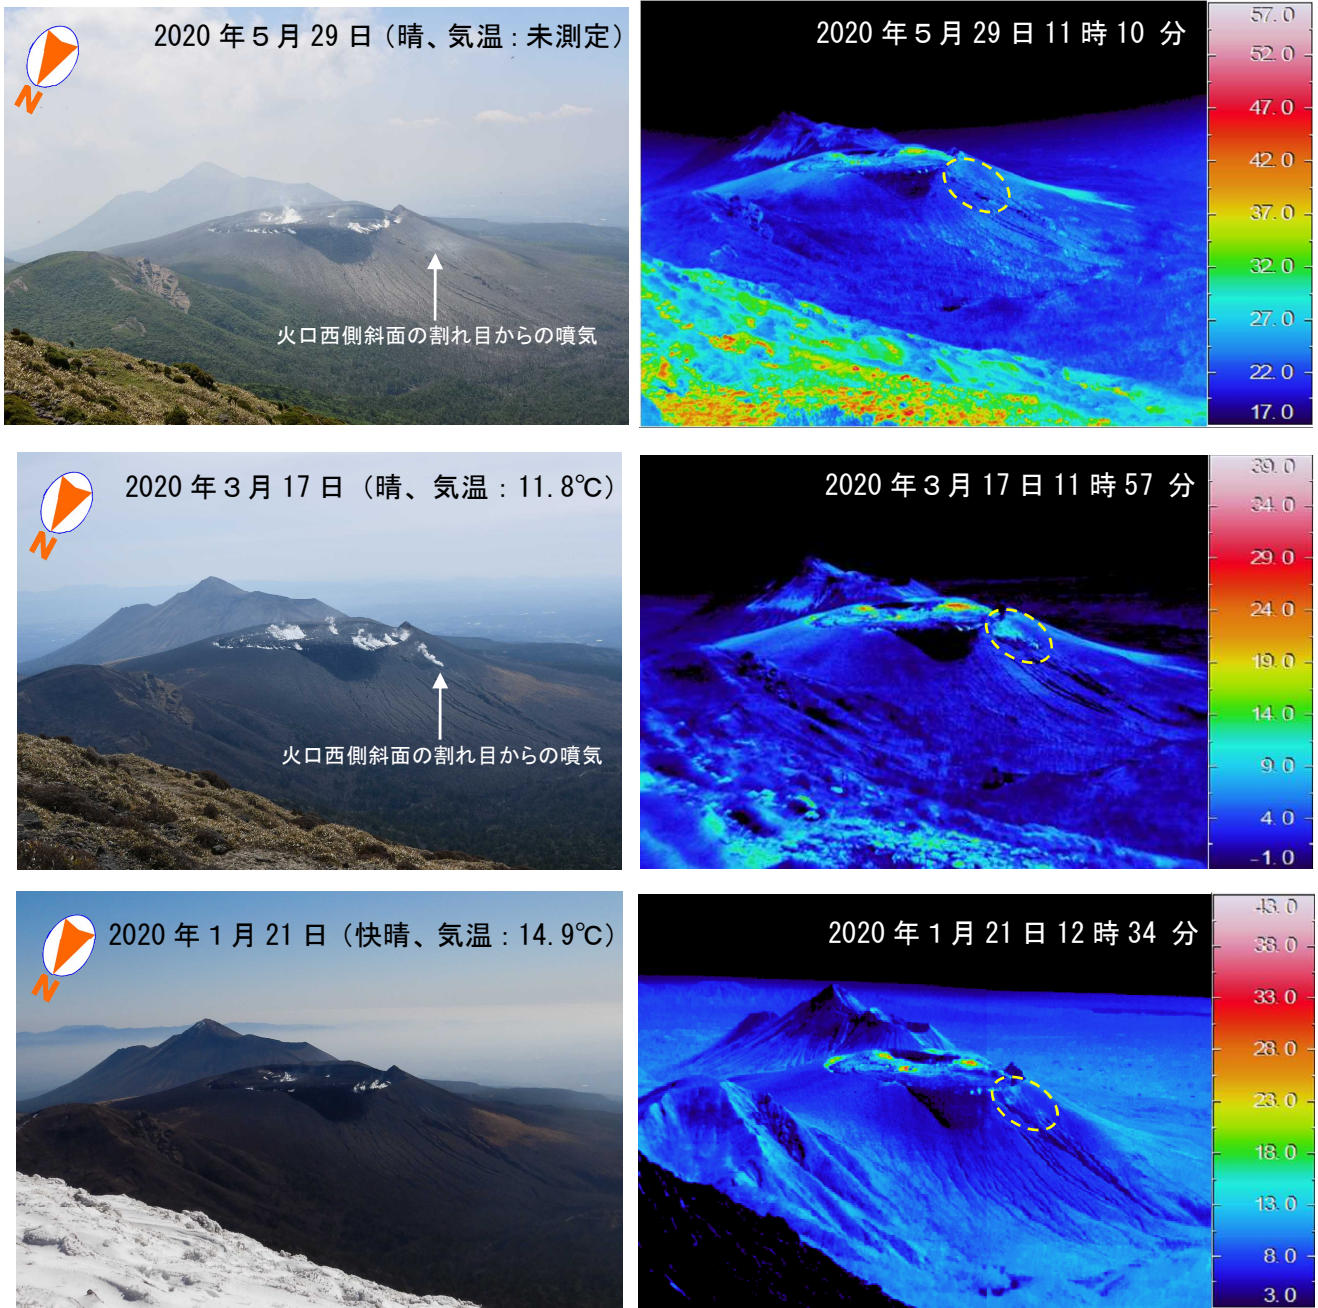 2020年5月29日（晴、気温：未測定）
N
火口西側斜面の割れ目からの噴気
2020年5月29日11時10分
57.0
52.0
47.0
42.0
37.0
32.0
27.0
22.0
17.0
2020年3月17日（晴、気温：11.8℃）
N
火口西側斜面の割れ目からの噴気
2020年3月17日11時57分
39.0
34.0
29.0
24.0
19.0
14.0
9.0
4.0
-1.0
2020年1月21日（快晴、気温：14.9℃）
N
2020年1月21日12時34分
43.0
38.0
33.0
28.0
23.0
18.0
13.0
8.0
3.0